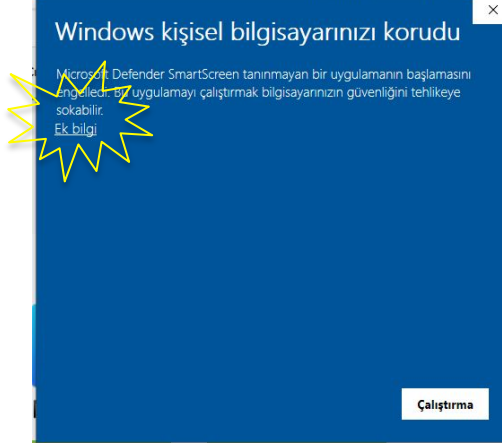 Windows kişisel bilgisayarınızı korudu
Microsoft Defender SmartScreen tanınmayan bir uygulamanın başlamasını
engelledi. Bu uygulamayı çalıştırmak bilgisayarınızın güvenliğini tehlikeye
sokabilir.
Ek bilgi
Çalıştırma